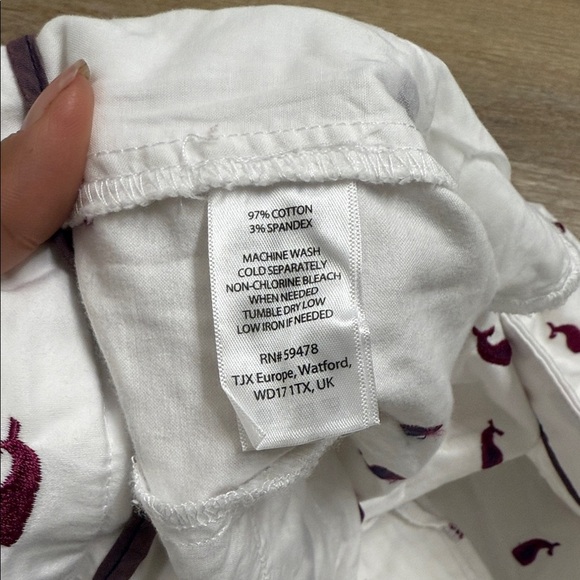 97% COTTON
3% SPANDEX
MACHINE WASH
COLD SEPARATELY
NON-CHLORINE BLEACH
WHEN NEEDED
TUMBLE DRY LOW
LOW IRON IF NEEDED
RN#59478
TJX Europe, Watford,
WD17 1TX, UK